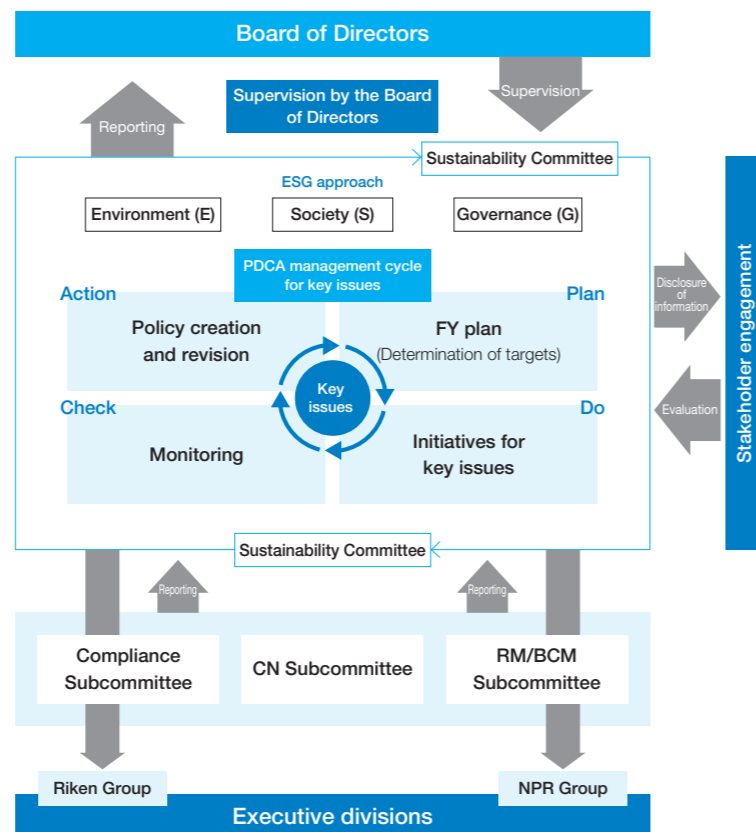 Board of Directors
Supervision by the Board
of Directors
Supervision
Reporting
Sustainability Committee
ESG approach
Environment (E)
Society (S)
Governance (G)
PDCA management cycle
for key issues
Action
Plan
Policy creation
and revision
FY plan
(Determination of targets)
Key
issues
Check
Do
Monitoring
Initiatives for
key issues
Disclosure
of
information
Evaluation
Stakeholder engagement
Sustainability Committee
Reporting
Reporting
Compliance
Subcommittee
CN Subcommittee
RM/BCM
Subcommittee
Riken Group
NPR Group
Executive divisions